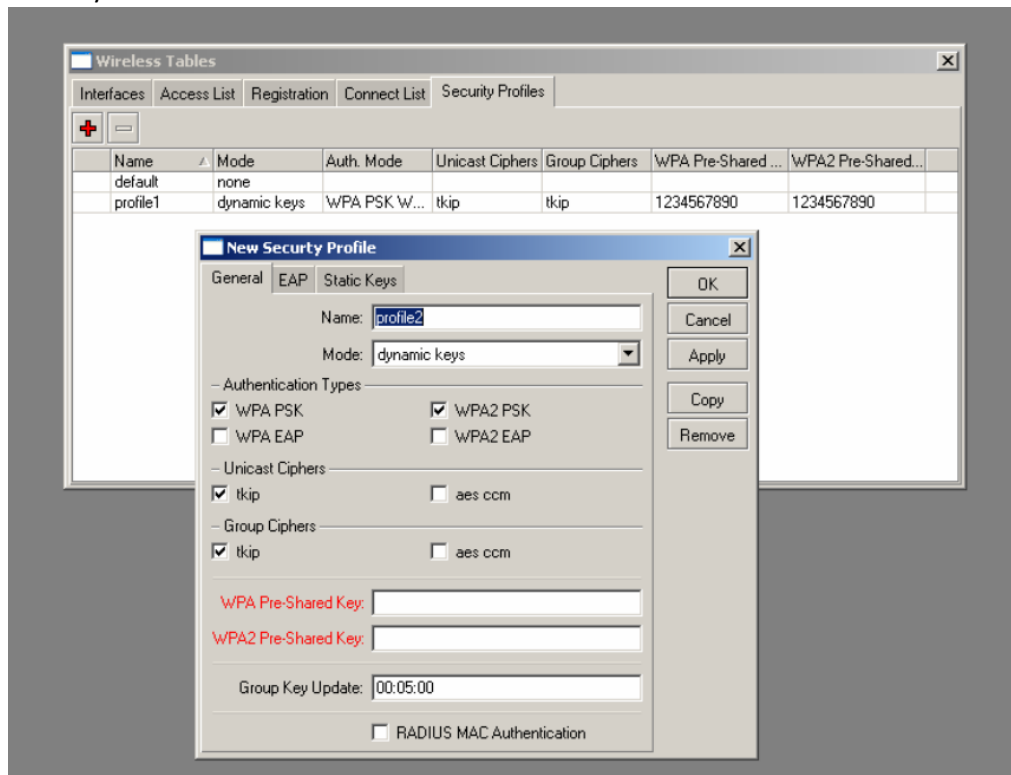 Wireless Tables
Interfaces Access List Registration Connect List Security Profiles
Name Mode Auth. Mode Unicast Ciphers Group Ciphers WPA Pre-Shared ... WPA2 Pre-Shared...
default none
profile1 dynamic keys WPA PSK W... tkip tkip 1234567890 1234567890
New Securty Profile
General EAP Static Keys
OK
Name: profile2
Cancel
Mode: dynamic keys
Apply
Authentication Types
Copy
WPA PSK WPA2 PSK
WPA EAP WPA2 EAP
Remove
Unicast Ciphers
tkip aes ccm
Group Ciphers
tkip aes ccm
WPA Pre-Shared Key:
WPA2 Pre-Shared Key:
Group Key Update: 00:05:00
RADIUS MAC Authentication